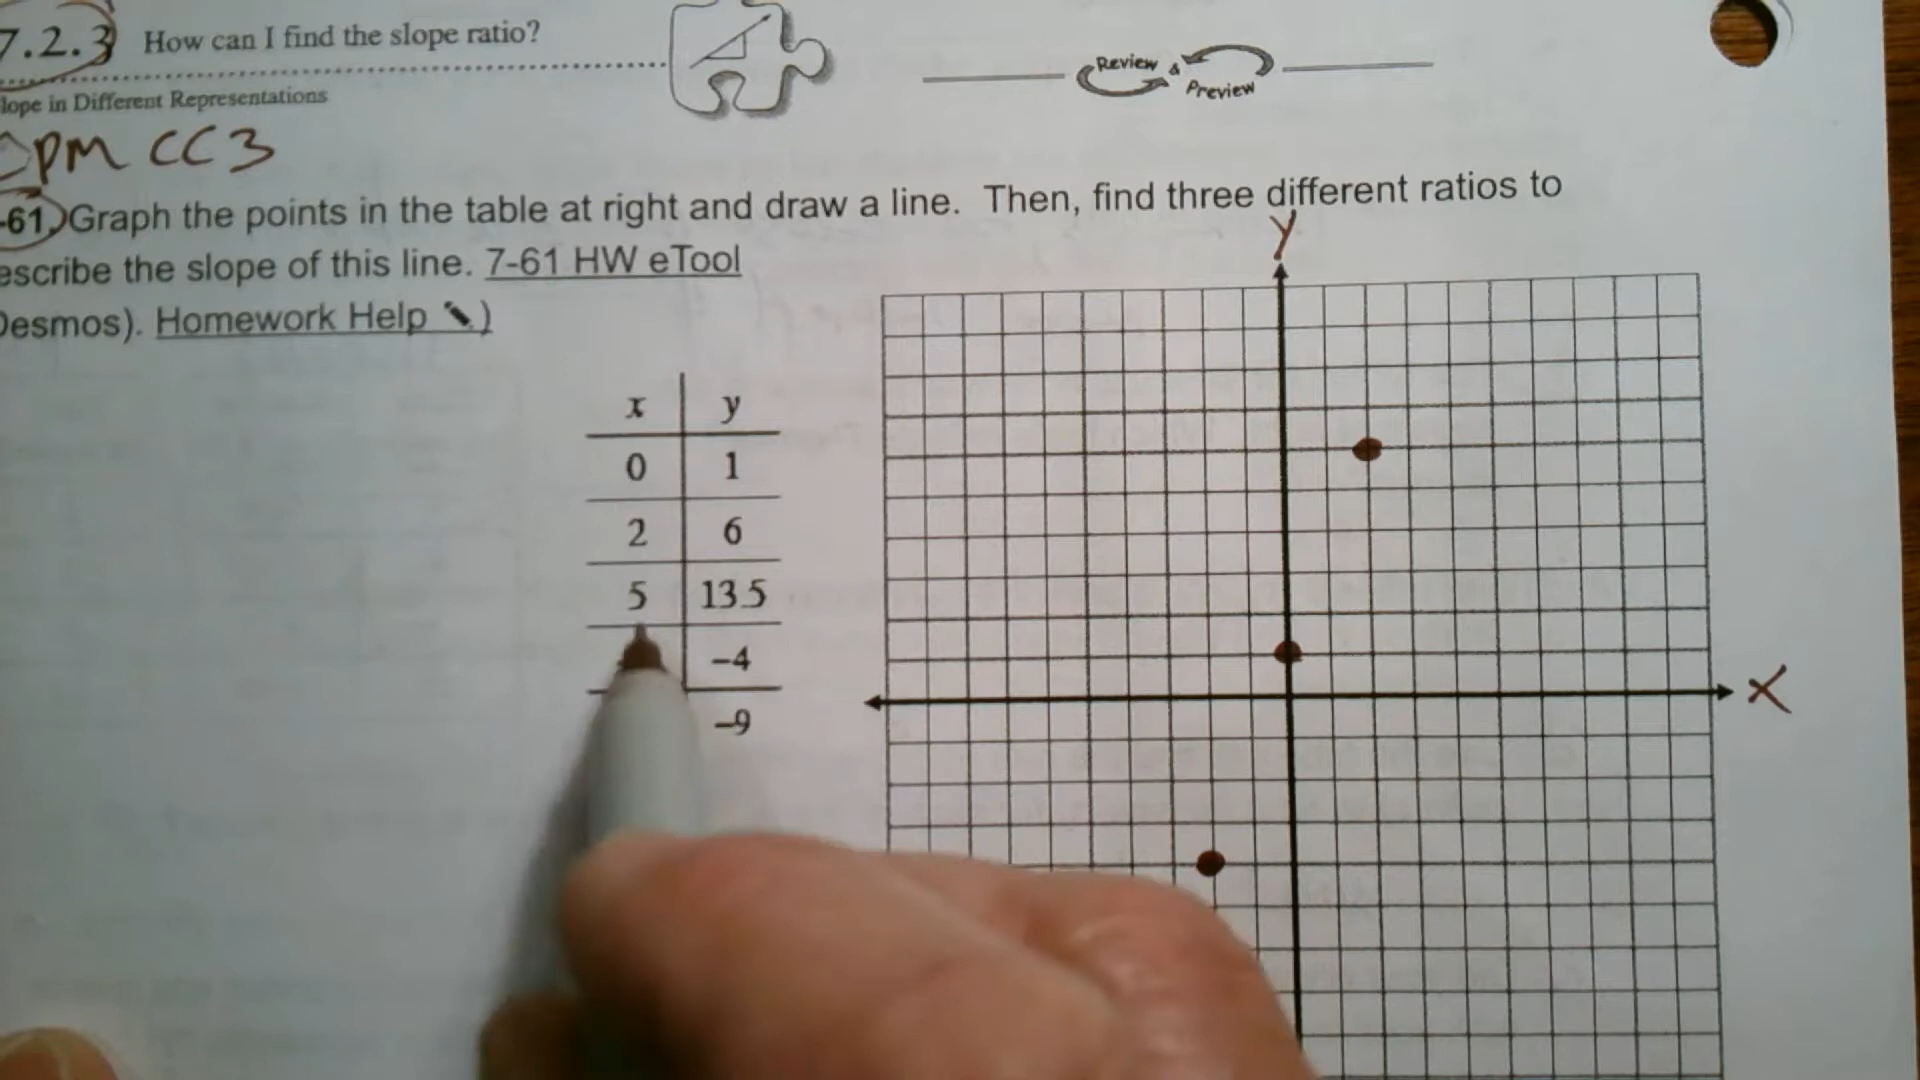 7.2.3 How can I find the slope ratio?
Review & Preview
lope in Different Representations
CPM CC3
-61. Graph the points in the table at right and draw a line. Then, find three different ratios to
escribe the slope of this line. 7-61 HW eTool
Desmos). Homework Help ✎)
y
x y
0 1
2 6
5 13.5
-4
-9
X